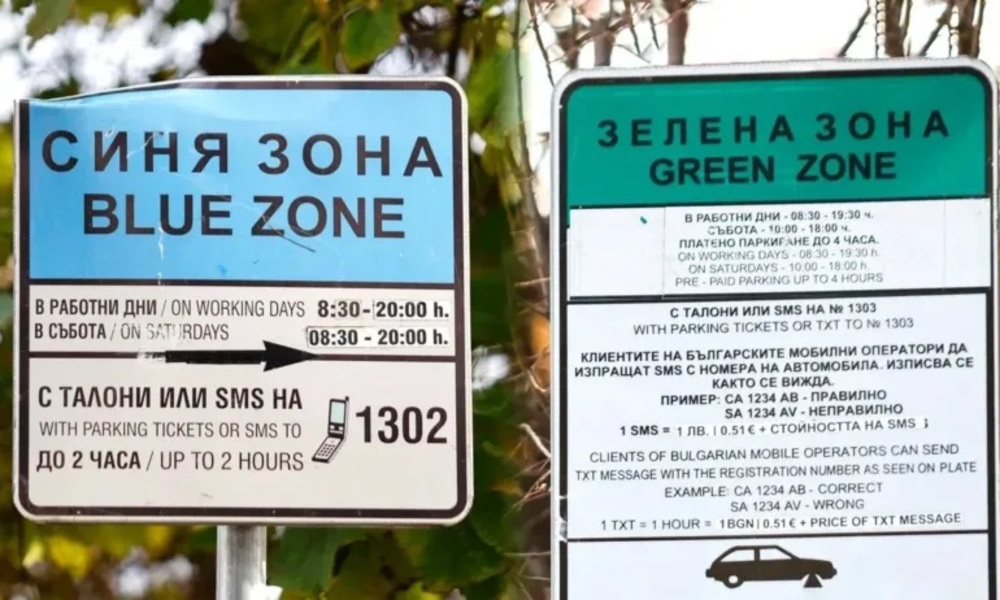 СИНЯ ЗОНА
BLUE ZONE
В РАБОТНИ ДНИ / ON WORKING DAYS 8:30- 20:00 h.
В СЪБОТА / ON SATURDAYS 08:30 - 20:00 h.
С ТАЛОНИ ИЛИ SMS НА
WITH PARKING TICKETS OR SMS TO
1302
ДО 2 ЧАСА / UP TO 2 HOURS
ЗЕЛЕНА ЗОНА
GREEN ZONE
В РАБОТНИ ДНИ - 08:30 - 19:30 ч.
СЪБОТА - 10:00 - 18:00 ч.
ПЛАТЕНО ПАРКИРАНЕ ДО 4 ЧАСА.
ON WORKING DAYS - 08:30 - 19:30 h.
ON SATURDAYS - 10:00 - 18:00 h.
PRE - PAID PARKING UP TO 4 HOURS
С ТАЛОНИ ИЛИ SMS НА № 1303
WITH PARKING TICKETS OR TXT TO № 1303
КЛИЕНТИТЕ НА БЪЛГАРСКИТЕ МОБИЛНИ ОПЕРАТОРИ ДА
ИЗПРАЩАТ SMS С НОМЕРА НА АВТОМОБИЛА. ИЗПИСВА СЕ
КАКТО СЕ ВИЖДА.
ПРИМЕР: СА 1234 АВ - ПРАВИЛНО
SA 1234 AV - НЕПРАВИЛНО
1 SMS = 1 ЛВ. | 0.51 € + СТОЙНОСТТА НА SMS
CLIENTS OF BULGARIAN MOBILE OPERATORS CAN SEND
TXT MESSAGE WITH THE REGISTRATION NUMBER AS SEEN ON PLATE
EXAMPLE: CA 1234 AB - CORRECT
SA 1234 AV - WRONG
1 TXT = 1 HOUR = 1 BGN | 0.51 € + PRICE OF TXT MESSAGE